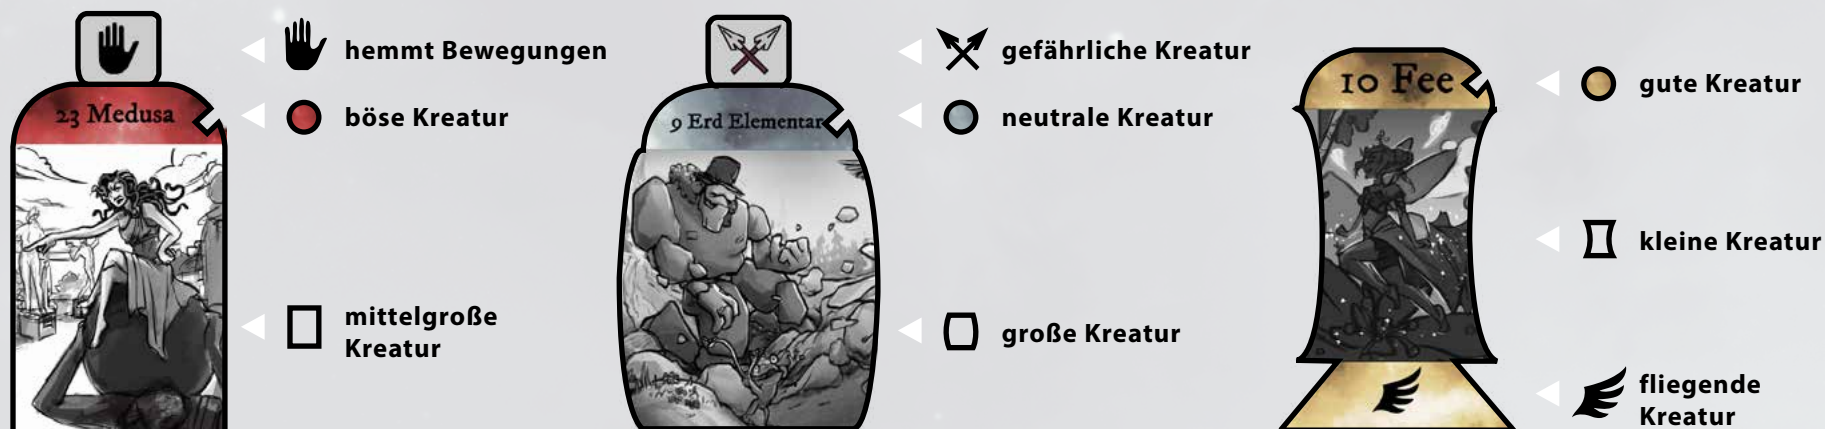 23 Medusa
hemmt Bewegungen
böse Kreatur
mittelgroße
Kreatur
9 Erd Elementar
gefährliche Kreatur
neutrale Kreatur
große Kreatur
10 Fee
gute Kreatur
kleine Kreatur
fliegende
Kreatur